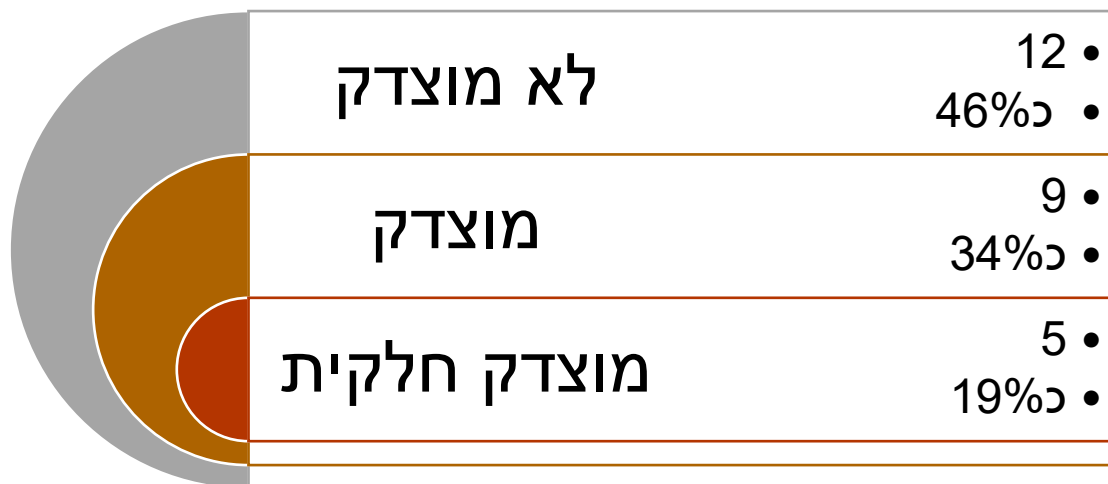 לא מוצדק
• 12
• כ46%
מוצדק
• 9
• כ34%
מוצדק חלקית
• 5
• כ19%